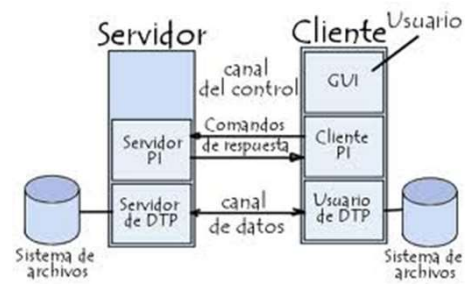 Servidor
Cliente
Usuario
canal
del control
GUI
Comandos
de respuesta
Servidor
PI
Cliente
PI
Servidor
de DTP
canal
de datos
Usuario
de DTP
Sistema de
archivos
Sistema de
archivos